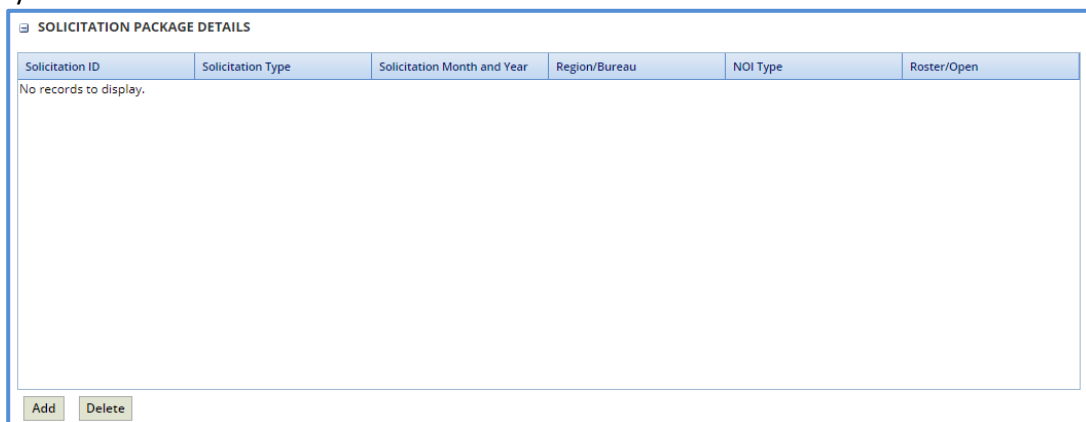 SOLICITATION PACKAGE DETAILS
Solicitation ID Solicitation Type Solicitation Month and Year Region/Bureau NOI Type Roster/Open
No records to display.
Add Delete